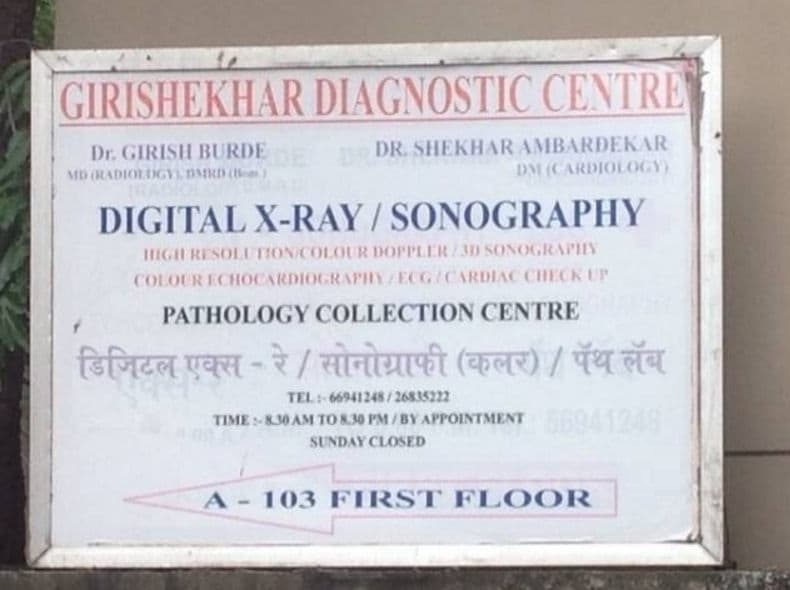 GIRISHEKHAR DIAGNOSTIC CENTRE
Dr. GIRISH BURDE DR. SHEKHAR AMBARDEKAR
MD (RADIOLOGY), DMRD (Bom.) DM (CARDIOLOGY)
DIGITAL X-RAY / SONOGRAPHY
HIGH RESOLUTION/COLOUR DOPPLER / 3D SONOGRAPHY
COLOUR ECHOCARDIOGRAPHY / ECG / CARDIAC CHECK UP
PATHOLOGY COLLECTION CENTRE
डिजिटल एक्स - रे / सोनोग्राफी (कलर) / पॅथ लॅब
TEL :- 66941248 / 26835222
TIME :- 8.30 AM TO 8.30 PM / BY APPOINTMENT
SUNDAY CLOSED
A - 103 FIRST FLOOR